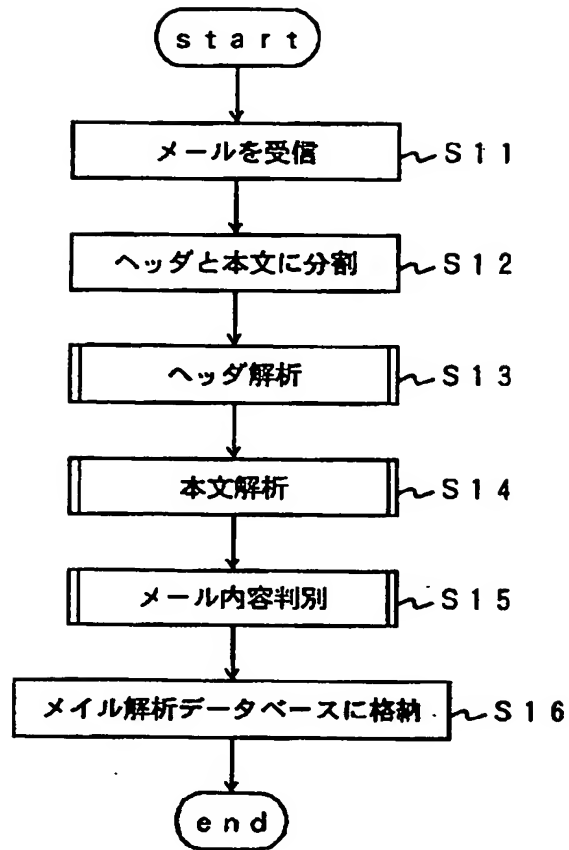 start
メールを受信 S11
ヘッダと本文に分割 S12
ヘッダ解析 S13
本文解析 S14
メール内容判別 S15
メイル解析データベースに格納 S16
end